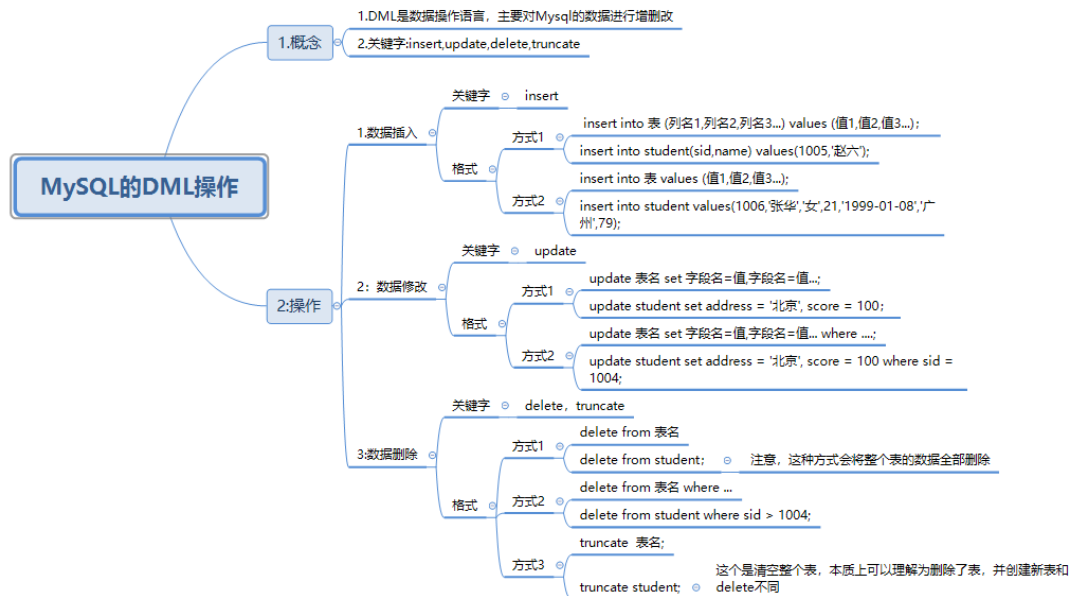 MySQL的DML操作
1.概念
1.DML是数据操作语言，主要对Mysql的数据进行增删改
2.关键字:insert,update,delete,truncate
2:操作
1.数据插入
关键字
insert
格式
方式1
insert into 表 (列名1,列名2,列名3...) values (值1,值2,值3...)；
insert into student(sid,name) values(1005,'赵六');
方式2
insert into 表 values (值1,值2,值3...);
insert into student values(1006,'张华','女',21,'1999-01-08','广
州',79);
2：数据修改
关键字
update
格式
方式1
update 表名 set 字段名=值,字段名=值...;
update student set address = '北京', score = 100；
方式2
update 表名 set 字段名=值,字段名=值... where ....;
update student set address = '北京', score = 100 where sid =
1004;
3:数据删除
关键字
delete，truncate
格式
方式1
delete from 表名
delete from student；
注意，这种方式会将整个表的数据全部删除
方式2
delete from 表名 where ...
delete from student where sid > 1004;
方式3
truncate 表名;
truncate student;
这个是清空整个表，本质上可以理解为删除了表，并创建新表和
delete不同